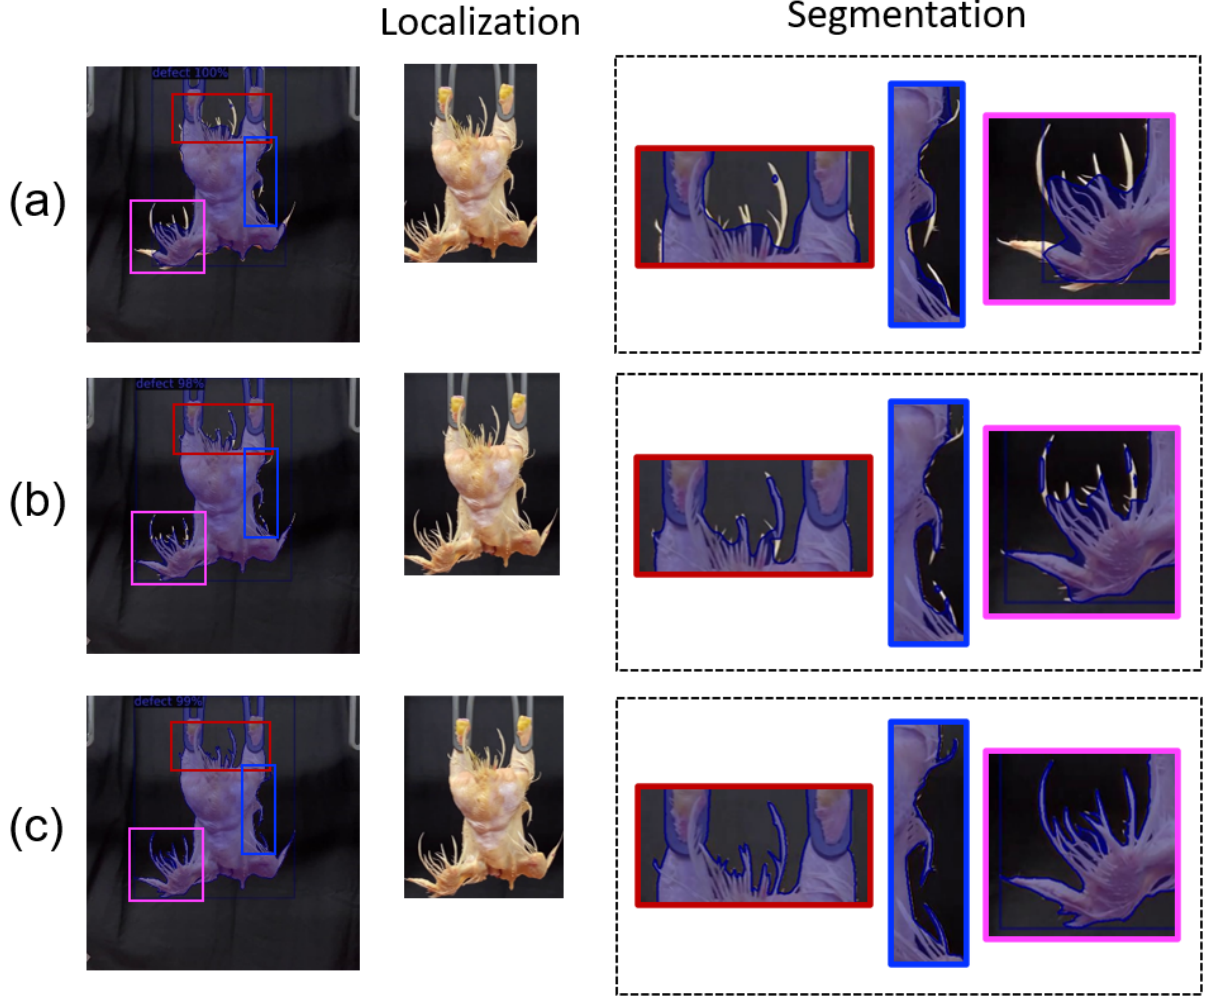 Localization
Segmentation
(a)
defect 100%
(b)
defect 98%
(c)
defect 99%